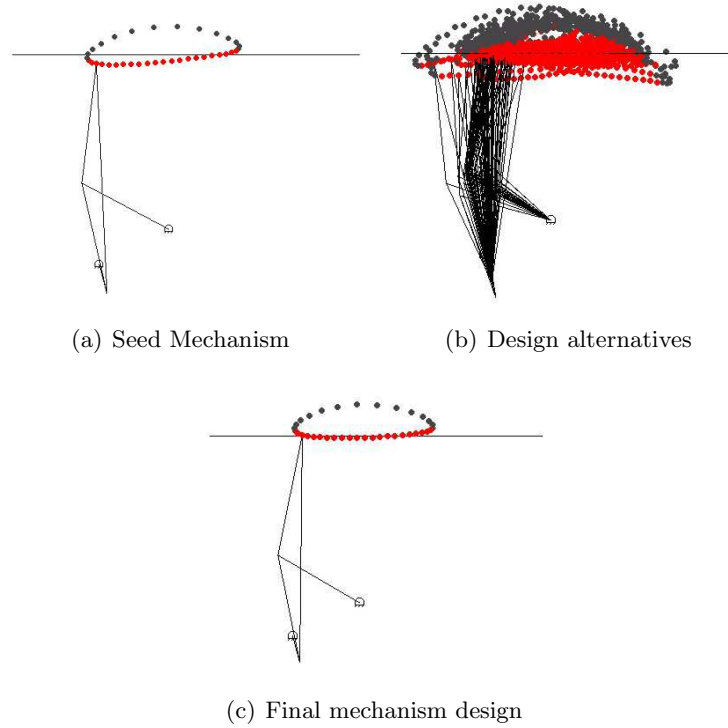 (a) Seed Mechanism
(b) Design alternatives
(c) Final mechanism design